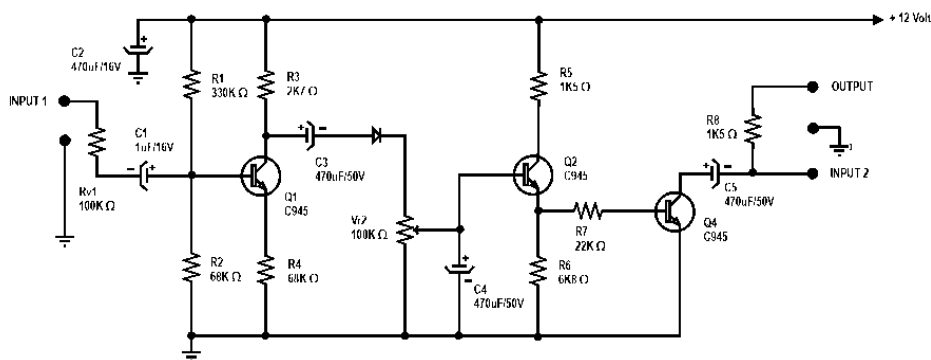 + 12 Volt
C2
470uF/16V
R1
330K Ω
R3
2K7 Ω
R5
1K5 Ω
OUTPUT
INPUT 1
C1
1uF/16V
R8
1K5 Ω
C3
470uF/50V
Q1
C945
Q2
C945
INPUT 2
C5
470uF/50V
Rv1
100K Ω
Vr2
100K Ω
R7
22K Ω
Q4
C945
R2
68K Ω
R4
68K Ω
C4
470uF/50V
R6
6K8 Ω